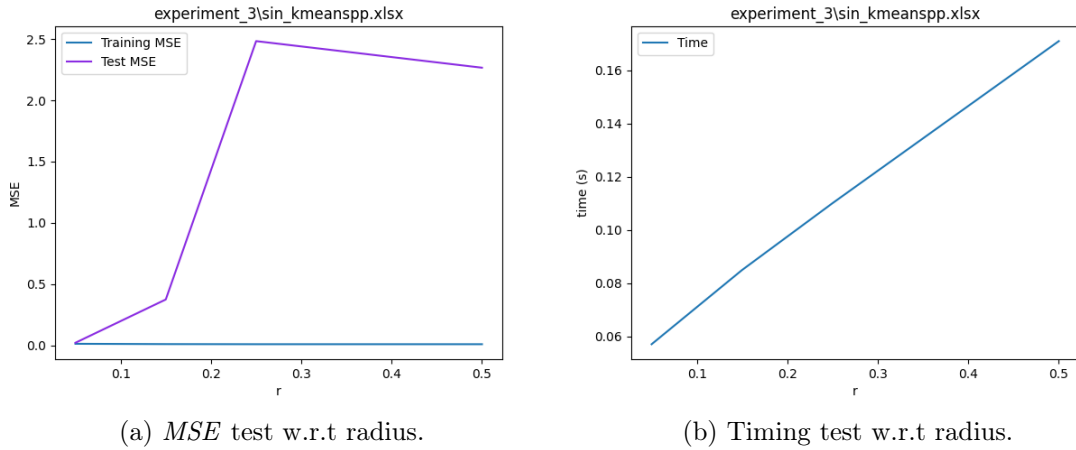 experiment_3\sin_kmeanspp.xlsx
Training MSE
Test MSE
2.5
2.0
1.5
1.0
0.5
0.0
MSE
0.1
0.2
0.3
0.4
0.5
r
(a) MSE test w.r.t radius.
experiment_3\sin_kmeanspp.xlsx
Time
0.16
0.14
0.12
0.10
0.08
0.06
time (s)
0.1
0.2
0.3
0.4
0.5
r
(b) Timing test w.r.t radius.